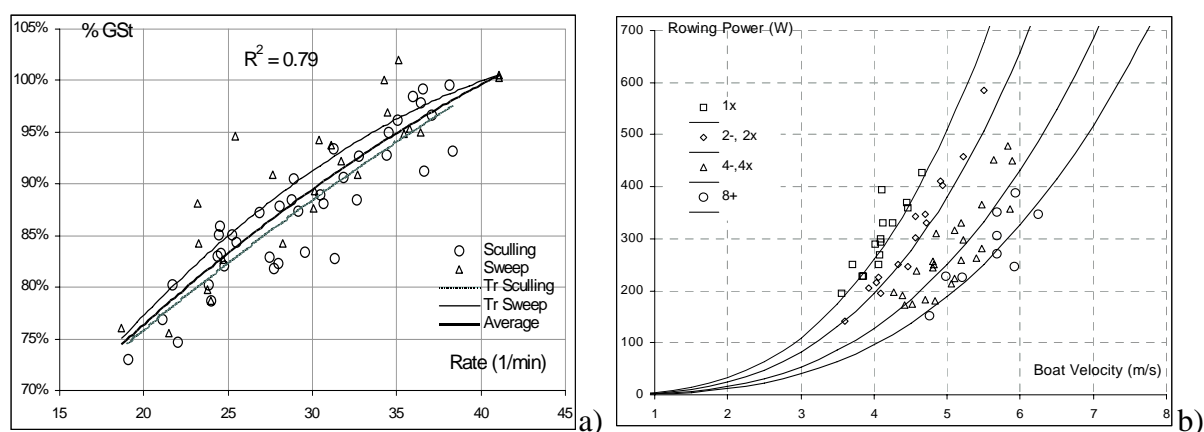 % GSt
105%
100%
95%
90%
85%
80%
75%
70%
R² = 0.79
Sculling
Sweep
Tr Sculling
Tr Sweep
Average
Rate (1/min)
15 20 25 30 35 40 45
a)
Rowing Power (W)
700
600
500
400
300
200
100
0
1x
2-, 2x
4-,4x
8+
Boat Velocity (m/s)
1 2 3 4 5 6 7 8
b)